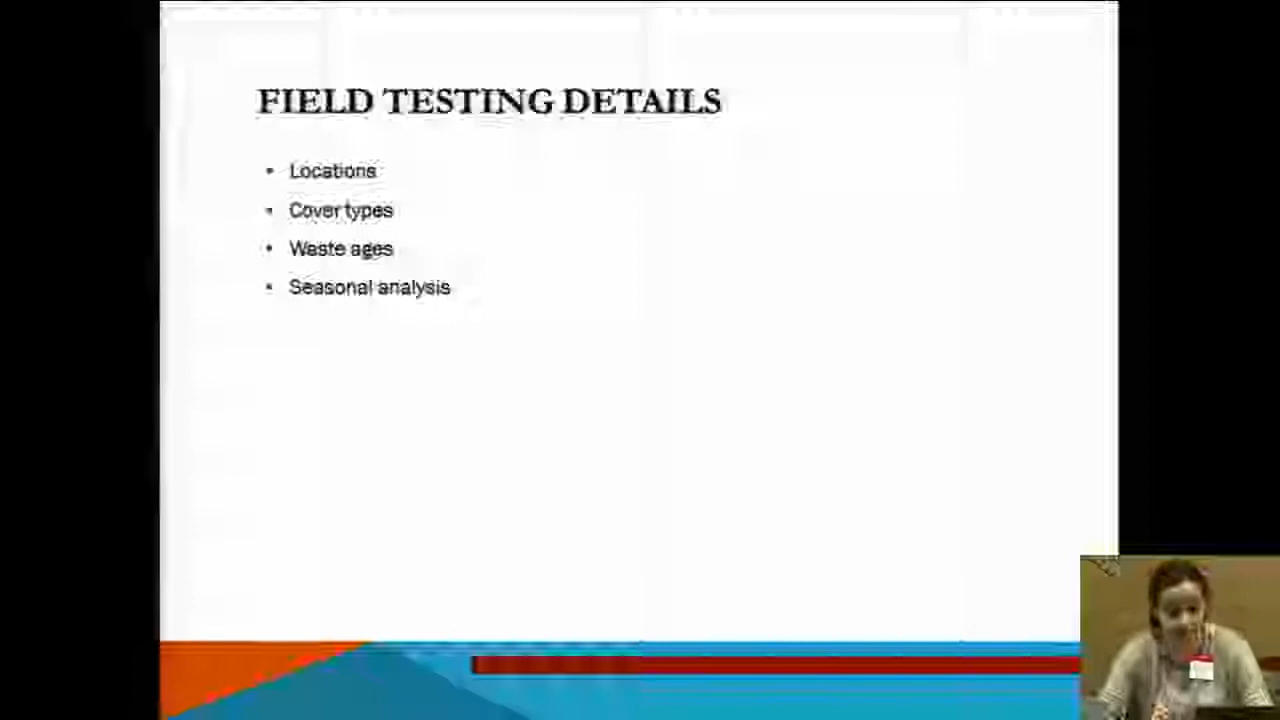 FIELD TESTING DETAILS
• Locations
• Cover types
• Waste ages
• Seasonal analysis